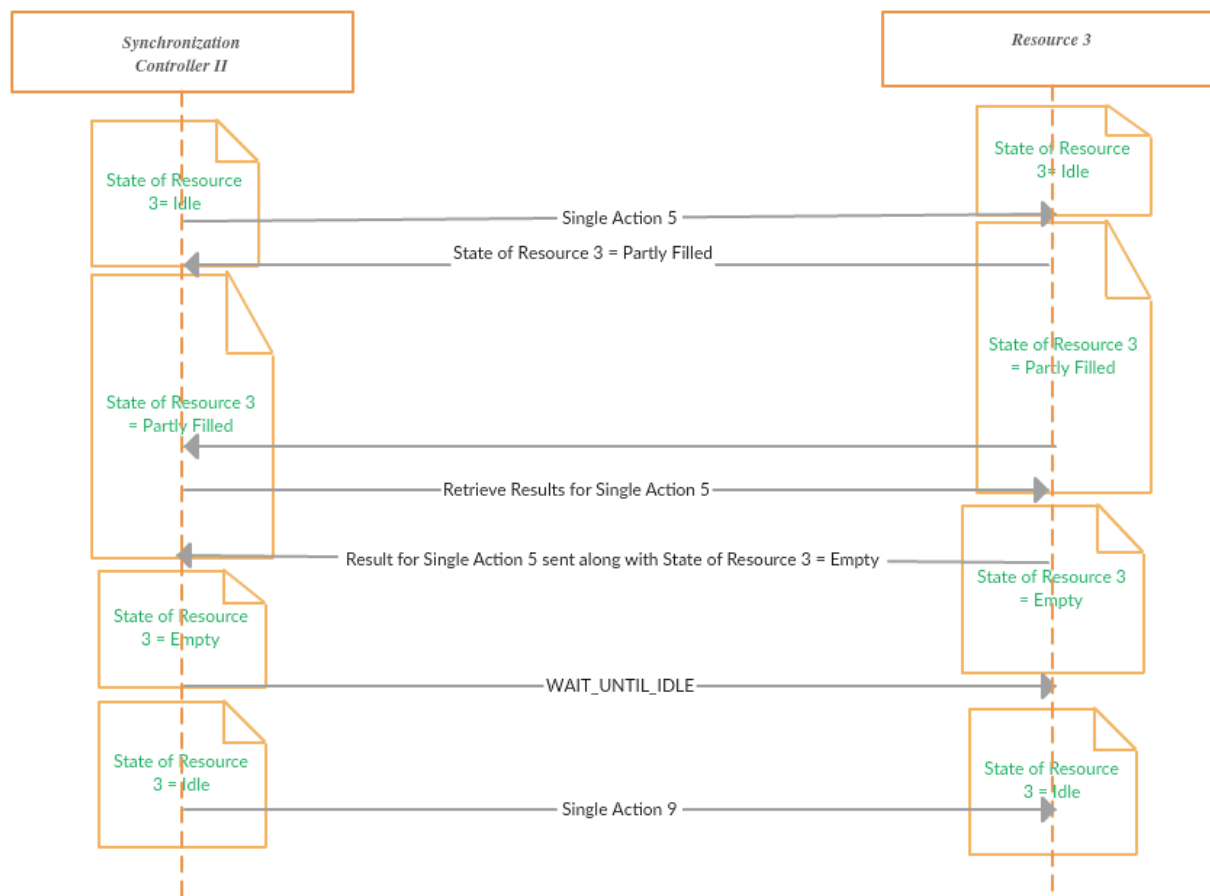 Synchronization
Controller II
Resource 3
State of Resource
3= Idle
State of Resource
3= Idle
Single Action 5
State of Resource 3 = Partly Filled
State of Resource 3
= Partly Filled
State of Resource 3
= Partly Filled
Retrieve Results for Single Action 5
Result for Single Action 5 sent along with State of Resource 3 = Empty
State of Resource 3
= Empty
State of Resource
3 = Empty
WAIT_UNTIL_IDLE
State of Resource
3 = Idle
State of Resource
3 = Idle
Single Action 9